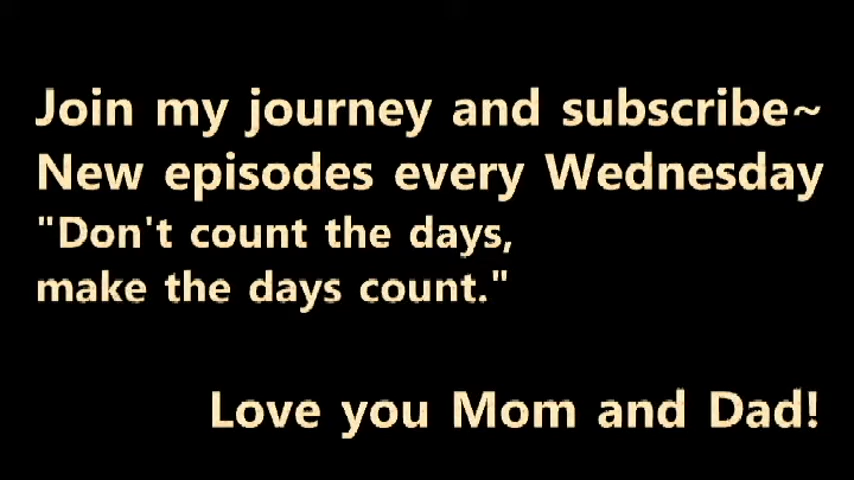 Join my journey and subscribe~
New episodes every Wednesday
"Don't count the days,
make the days count."
Love you Mom and Dad!